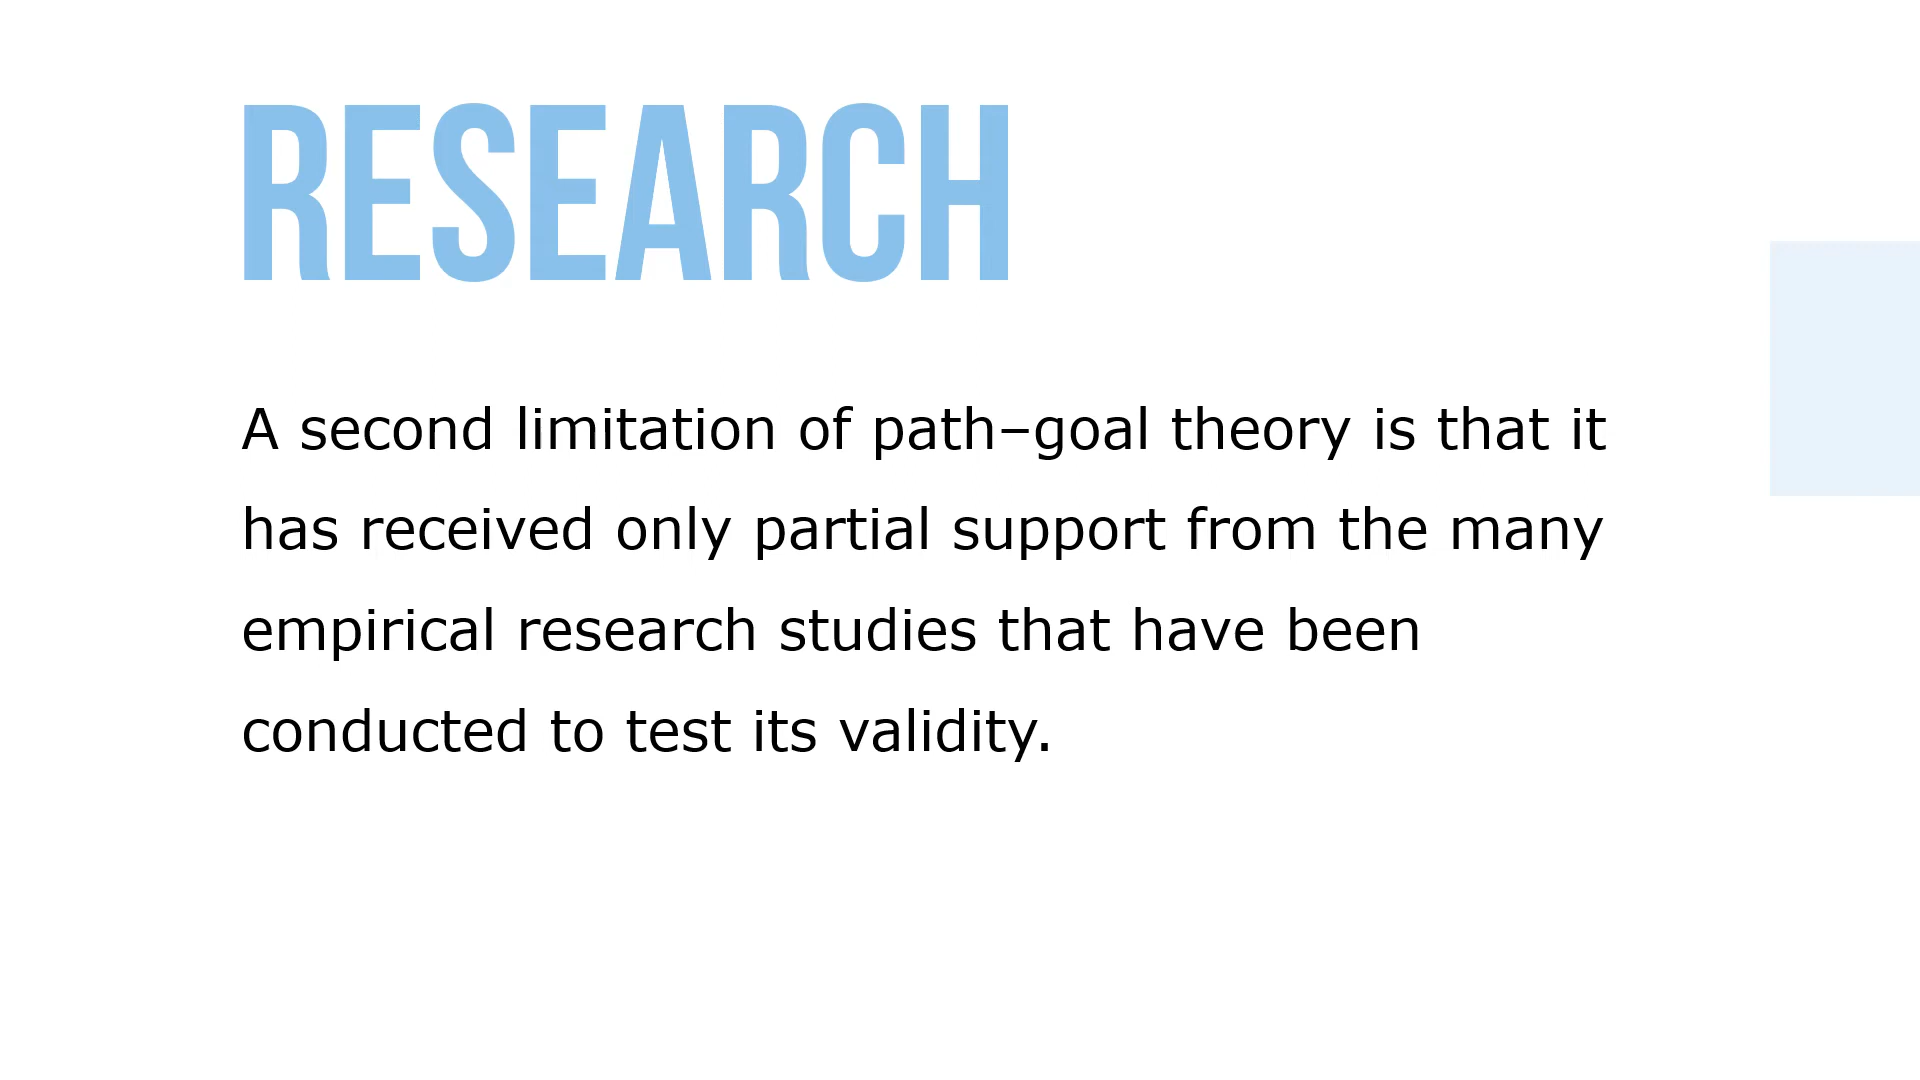 RESEARCH
A second limitation of path–goal theory is that it
has received only partial support from the many
empirical research studies that have been
conducted to test its validity.